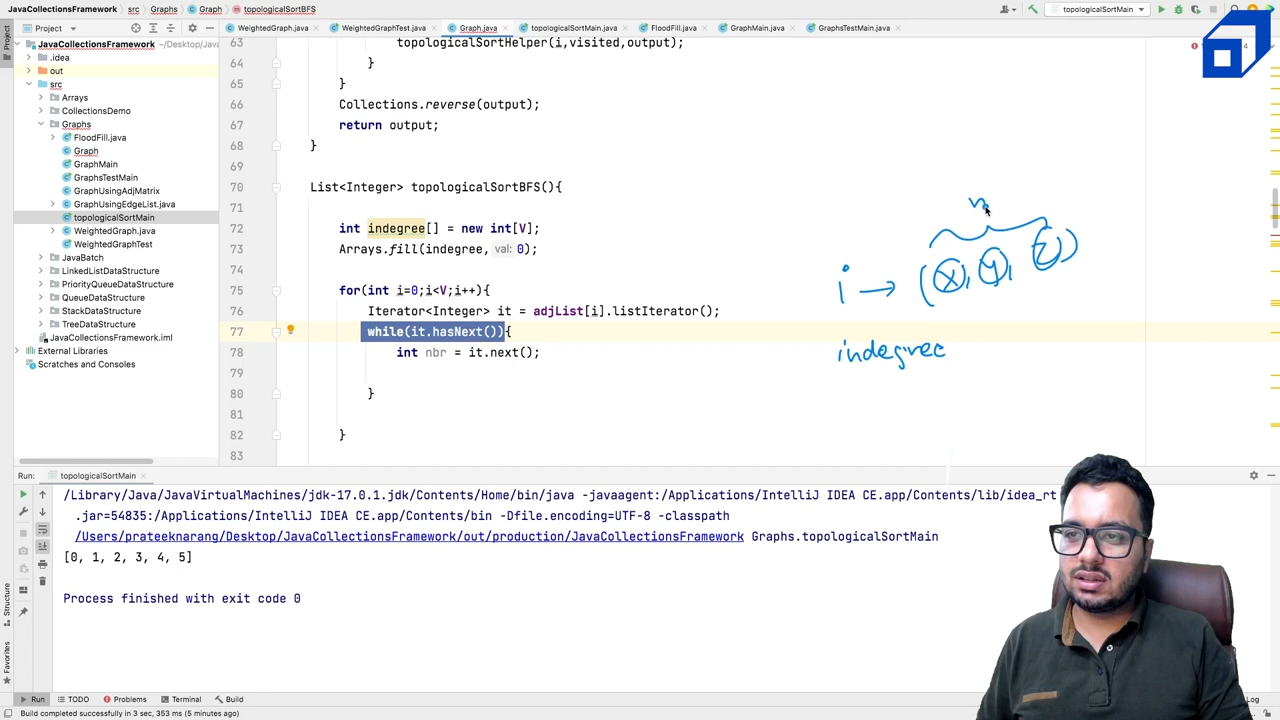 JavaCollectionsFramework > src > Graphs > Graph > topologicalSortBFS
topologicalSortMain
Project
WeightedGraph.java
WeightedGraphTest.java
Graph.java
topologicalSortMain.java
FloodFill.java
GraphMain.java
GraphsTestMain.java
JavaCollectionsFramework ~/Desktop/Java
.idea
out
src
Arrays
CollectionsDemo
Graphs
FloodFill.java
Graph
GraphMain
GraphsTestMain
GraphUsingAdjMatrix
GraphUsingEdgeList.java
topologicalSortMain
WeightedGraph.java
WeightedGraphTest
JavaBatch
LinkedListDataStructure
PriorityQueueDataStructure
QueueDataStructure
StackDataStructure
TreeDataStructure
JavaCollectionsFramework.iml
External Libraries
Scratches and Consoles
63 topologicalSortHelper(i,visited,output);
64 }
65 }
66 Collections.reverse(output);
67 return output;
68 }
69
70 List<Integer> topologicalSortBFS(){
71
72 int indegree[] = new int[V];
73 Arrays.fill(indegree, val: 0);
74
75 for(int i=0;i<V;i++){
76 Iterator<Integer> it = adjList[i].listIterator();
77 while(it.hasNext()){
78 int nbr = it.next();
79
80 }
81
82 }
83
i → (x, y, z)
indegree
Run: topologicalSortMain
/Library/Java/JavaVirtualMachines/jdk-17.0.1.jdk/Contents/Home/bin/java -javaagent:/Applications/IntelliJ IDEA CE.app/Contents/lib/idea_rt
.jar=54835:/Applications/IntelliJ IDEA CE.app/Contents/bin -Dfile.encoding=UTF-8 -classpath
/Users/prateeknarang/Desktop/JavaCollectionsFramework/out/production/JavaCollectionsFramework Graphs.topologicalSortMain
[0, 1, 2, 3, 4, 5]
Process finished with exit code 0
Project
Structure
Favorites
Run
TODO
Problems
Terminal
Build
Log
Build completed successfully in 3 sec, 353 ms (5 minutes ago)